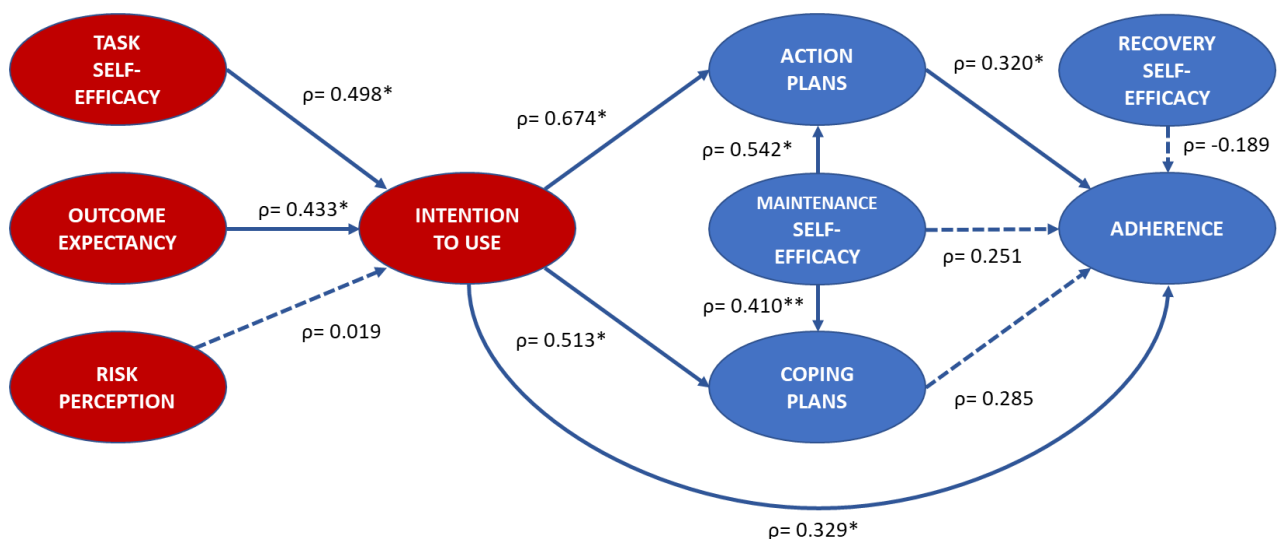 TASK
SELF-
EFFICACY
ρ= 0.498*
OUTCOME
EXPECTANCY
ρ= 0.433*
RISK
PERCEPTION
ρ= 0.019
INTENTION
TO USE
ρ= 0.674*
ρ= 0.513*
ACTION
PLANS
ρ= 0.542*
MAINTENANCE
SELF-
EFFICACY
ρ= 0.410**
COPING
PLANS
ρ= 0.320*
ρ= 0.251
ρ= 0.285
RECOVERY
SELF-
EFFICACY
ρ= -0.189
ADHERENCE
ρ= 0.329*